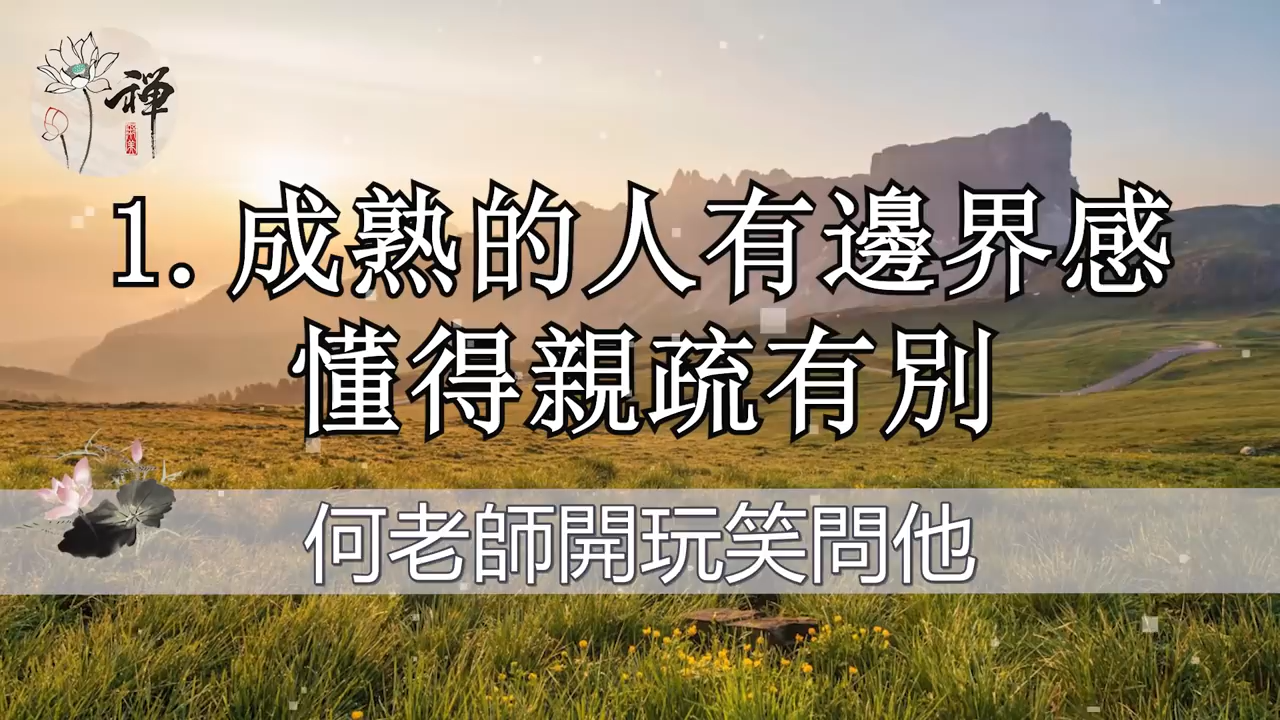 禪
1.成熟的人有邊界感
懂得親疏有別
何老師開玩笑問他